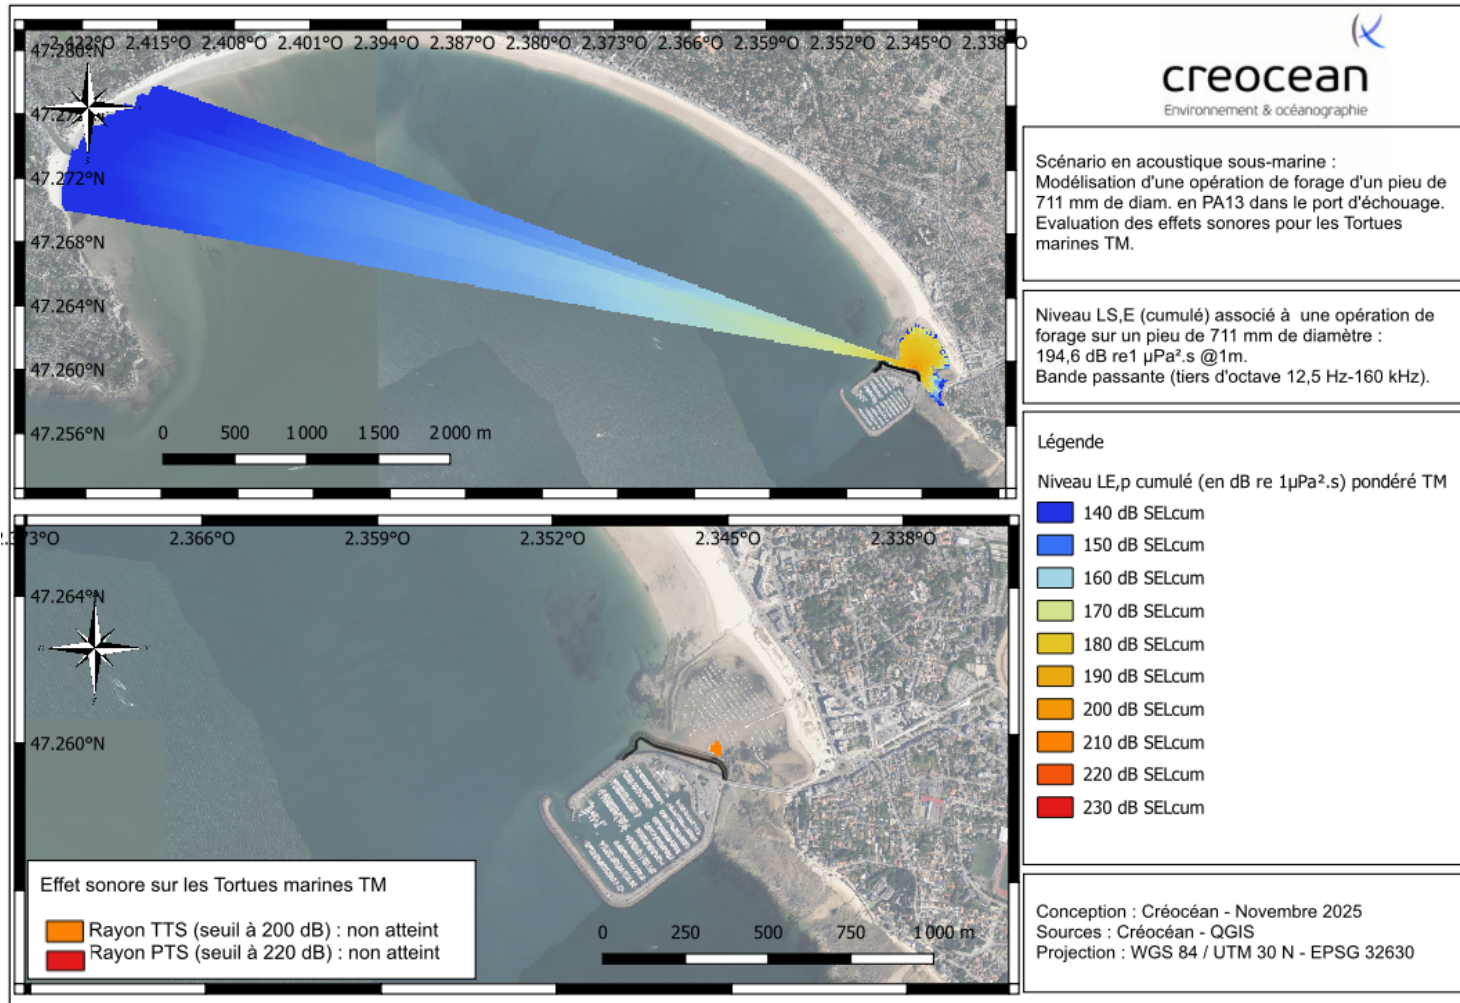 2.422°O 2.415°O 2.408°O 2.401°O 2.394°O 2.387°O 2.380°O 2.373°O 2.366°O 2.359°O 2.352°O 2.345°O 2.338°O
47.280°N
47.272°N
47.268°N
47.264°N
47.260°N
47.256°N
0 500 1 000 1 500 2 000 m
2.366°O 2.359°O 2.352°O 2.345°O 2.338°O
47.264°N
47.260°N
Effet sonore sur les Tortues marines TM
Rayon TTS (seuil à 200 dB) : non atteint
Rayon PTS (seuil à 220 dB) : non atteint
0 250 500 750 1 000 m
creocean
Environnement & océanographie
Scénario en acoustique sous-marine :
Modélisation d'une opération de forage d'un pieu de
711 mm de diam. en PA13 dans le port d'échouage.
Evaluation des effets sonores pour les Tortues
marines TM.
Niveau LS,E (cumulé) associé à une opération de
forage sur un pieu de 711 mm de diamètre :
194,6 dB re1 µPa².s @1m.
Bande passante (tiers d'octave 12,5 Hz-160 kHz).
Légende
Niveau LE,p cumulé (en dB re 1µPa².s) pondéré TM
140 dB SELcum
150 dB SELcum
160 dB SELcum
170 dB SELcum
180 dB SELcum
190 dB SELcum
200 dB SELcum
210 dB SELcum
220 dB SELcum
230 dB SELcum
Conception : Créocéan - Novembre 2025
Sources : Créocéan - QGIS
Projection : WGS 84 / UTM 30 N - EPSG 32630